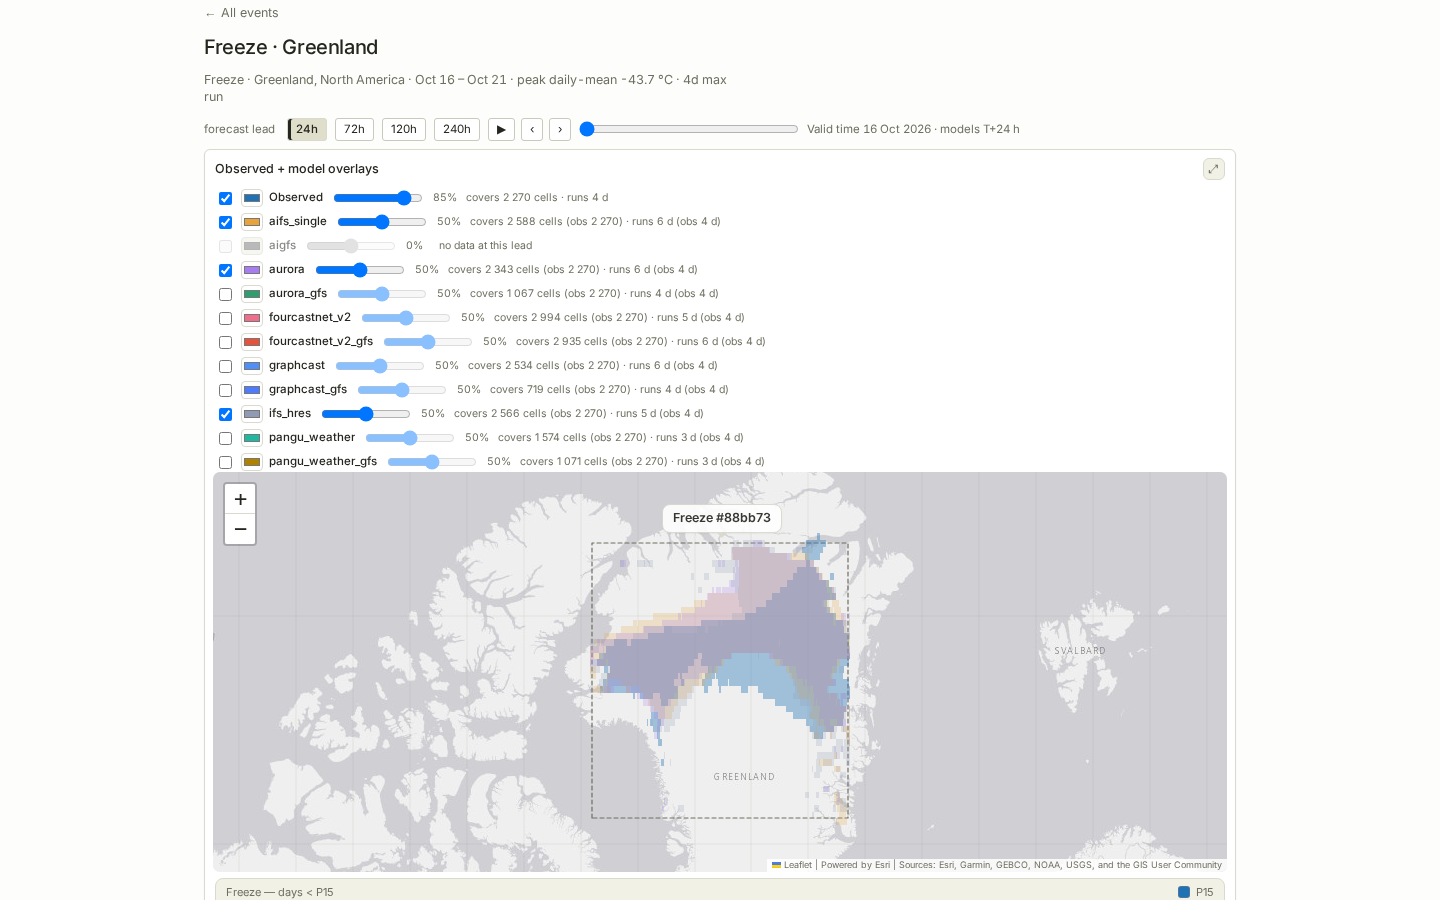 ← All events
Freeze · Greenland
Freeze · Greenland, North America · Oct 16 – Oct 21 · peak daily-mean -43.7 °C · 4d max
run
forecast lead 24h 72h 120h 240h ▶ ‹ › Valid time 16 Oct 2026 · models T+24 h
Observed + model overlays
Observed 85% covers 2 270 cells · runs 4 d
aifs_single 50% covers 2 588 cells (obs 2 270) · runs 6 d (obs 4 d)
aigfs 0% no data at this lead
aurora 50% covers 2 343 cells (obs 2 270) · runs 6 d (obs 4 d)
aurora_gfs 50% covers 1 067 cells (obs 2 270) · runs 4 d (obs 4 d)
fourcastnet_v2 50% covers 2 994 cells (obs 2 270) · runs 5 d (obs 4 d)
fourcastnet_v2_gfs 50% covers 2 935 cells (obs 2 270) · runs 6 d (obs 4 d)
graphcast 50% covers 2 534 cells (obs 2 270) · runs 6 d (obs 4 d)
graphcast_gfs 50% covers 719 cells (obs 2 270) · runs 4 d (obs 4 d)
ifs_hres 50% covers 2 566 cells (obs 2 270) · runs 5 d (obs 4 d)
pangu_weather 50% covers 1 574 cells (obs 2 270) · runs 3 d (obs 4 d)
pangu_weather_gfs 50% covers 1 071 cells (obs 2 270) · runs 3 d (obs 4 d)
+
−
Freeze #88bb73
SVALBARD
GREENLAND
Leaflet | Powered by Esri | Sources: Esri, Garmin, GEBCO, NOAA, USGS, and the GIS User Community
Freeze — days < P15 P15